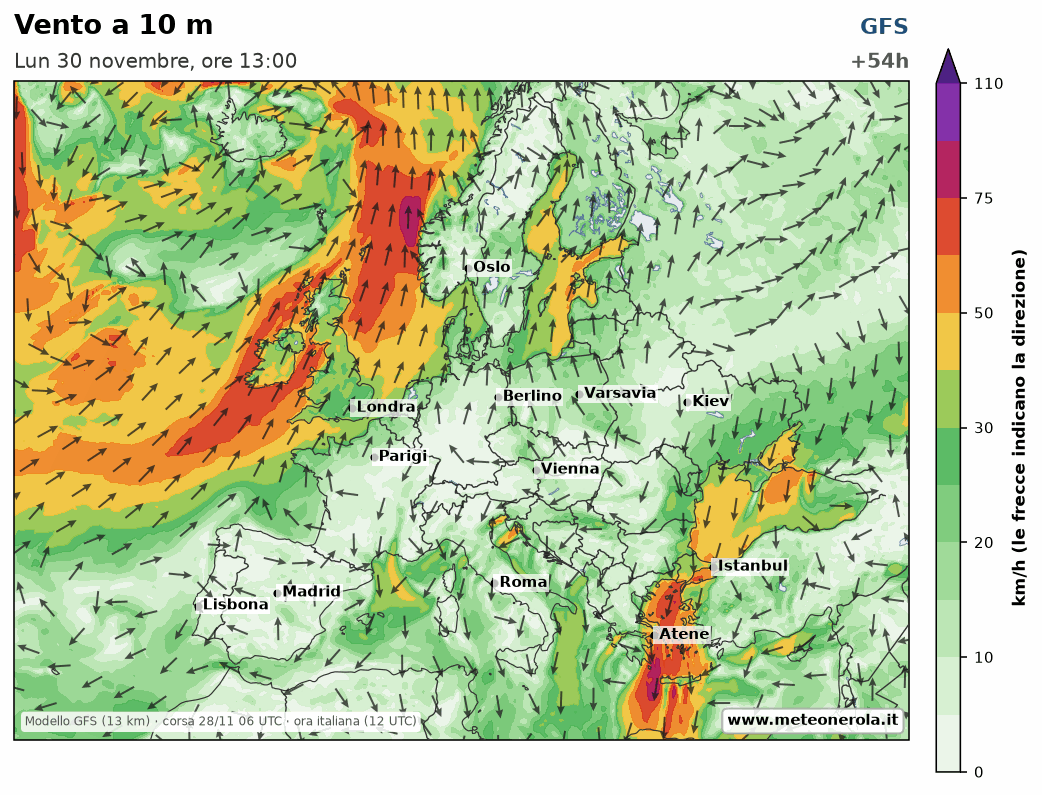 Vento a 10 m
GFS
Lun 30 novembre, ore 13:00
+54h
110
75
50
30
20
10
0
km/h (le frecce indicano la direzione)
Oslo
Berlino
Varsavia
Kiev
Londra
Parigi
Vienna
Istanbul
Roma
Madrid
Lisbona
Atene
Modello GFS (13 km) · corsa 28/11 06 UTC · ora italiana (12 UTC)
www.meteonerola.it